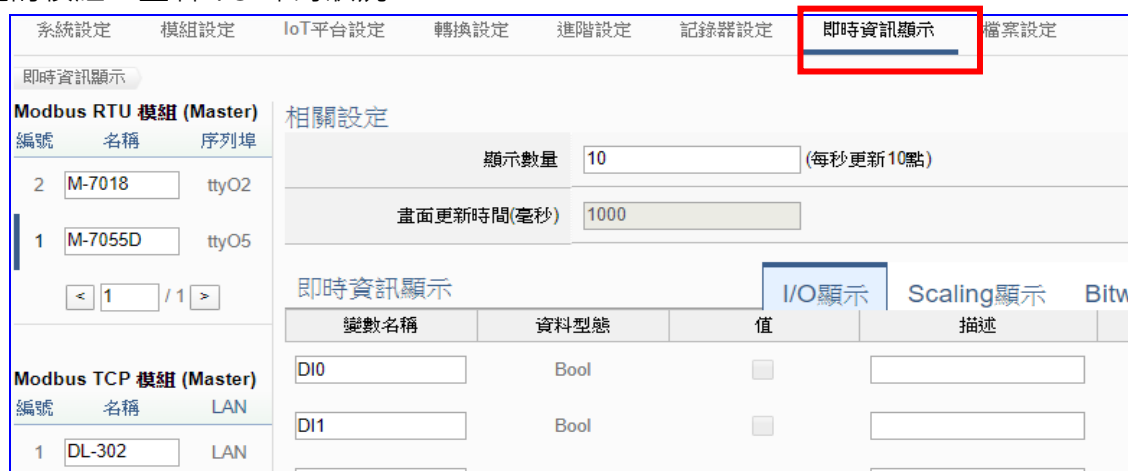 系統設定 模組設定 IoT平台設定 轉換設定 進階設定 記錄器設定 即時資訊顯示 檔案設定
即時資訊顯示
Modbus RTU 模組 (Master)
編號 名稱 序列埠
2 M-7018 ttyO2
1 M-7055D ttyO5
< 1 / 1 >
Modbus TCP 模組 (Master)
編號 名稱 LAN
1 DL-302 LAN
相關設定
顯示數量 10 (每秒更新10點)
畫面更新時間(毫秒) 1000
即時資訊顯示 I/O顯示 Scaling顯示
變數名稱 資料型態 值 描述
DI0 Bool
DI1 Bool